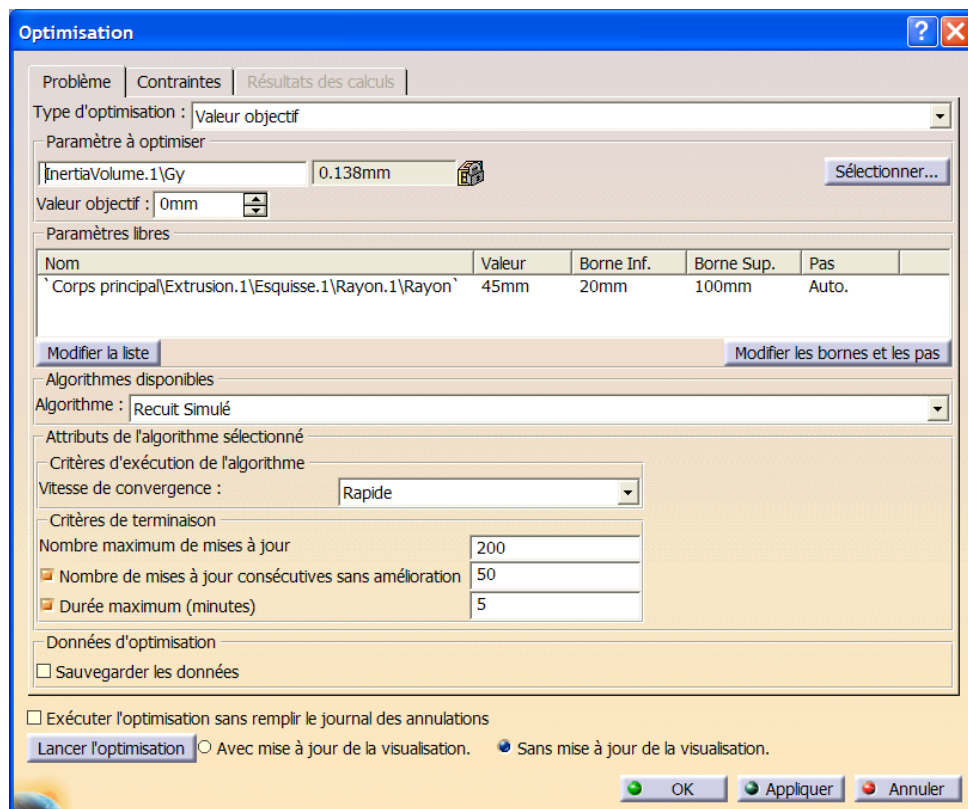 Optimisation
Problème Contraintes Résultats des calculs
Type d'optimisation : Valeur objectif
Paramètre à optimiser
InertiaVolume.1\Gy 0.138mm Sélectionner...
Valeur objectif : 0mm
Paramètres libres
Nom Valeur Borne Inf. Borne Sup. Pas
`Corps principal\Extrusion.1\Esquisse.1\Rayon.1\Rayon` 45mm 20mm 100mm Auto.
Modifier la liste Modifier les bornes et les pas
Algorithmes disponibles
Algorithme : Recuit Simulé
Attributs de l'algorithme sélectionné
Critères d'exécution de l'algorithme
Vitesse de convergence : Rapide
Critères de terminaison
Nombre maximum de mises à jour 200
Nombre de mises à jour consécutives sans amélioration 50
Durée maximum (minutes) 5
Données d'optimisation
Sauvegarder les données
Exécuter l'optimisation sans remplir le journal des annulations
Lancer l'optimisation Avec mise à jour de la visualisation. Sans mise à jour de la visualisation.
OK Appliquer Annuler